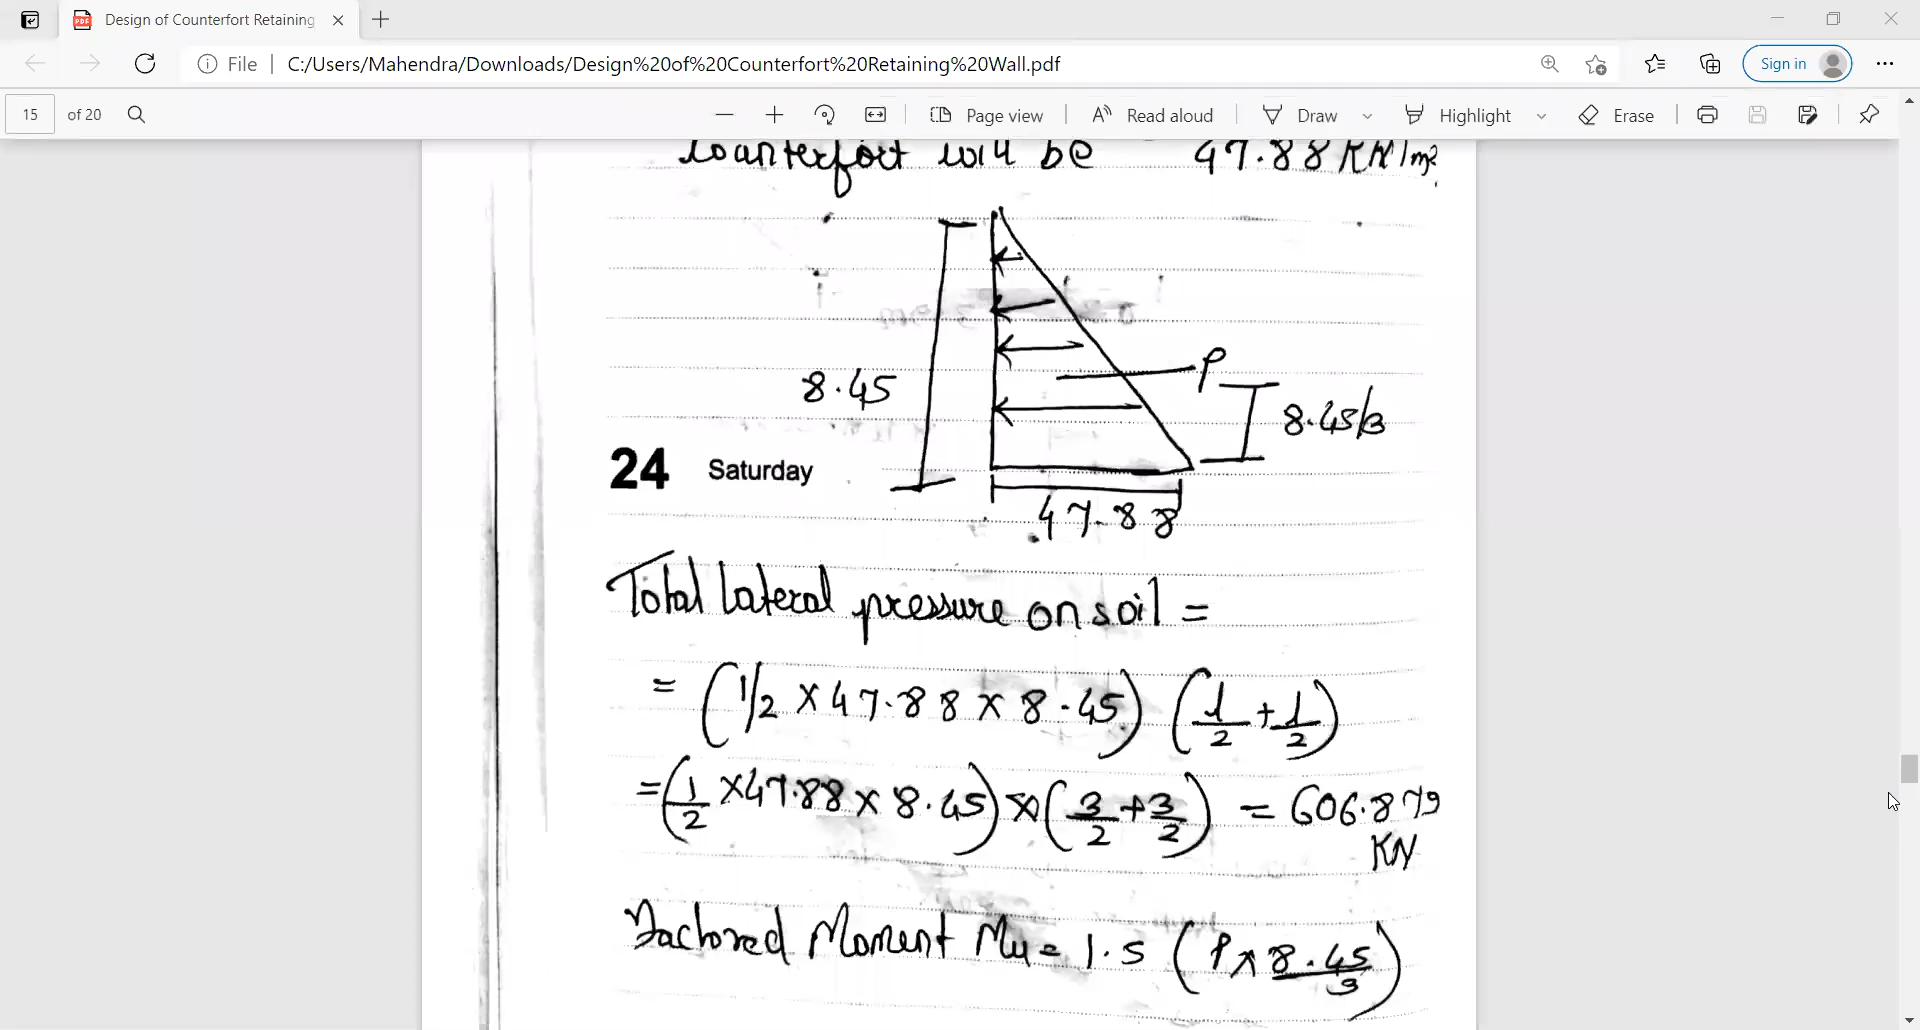 Design of Counterfort Retaining
File | C:/Users/Mahendra/Downloads/Design%20of%20Counterfort%20Retaining%20Wall.pdf
Sign in
15 of 20
Page view
Read aloud
Draw
Highlight
Erase
Counterfort will be 47.88 KN/m²
P
8.45
8.45/3
24 Saturday
47.88
Total lateral pressure on soil =
= (1/2 × 47.88 × 8.45) (1/2 + 1/2)
= (1/2 × 47.88 × 8.45) × (3/2 + 3/2) = 606.879
KN
Factored Moment Mu = 1.5 (P × 8.45/3)